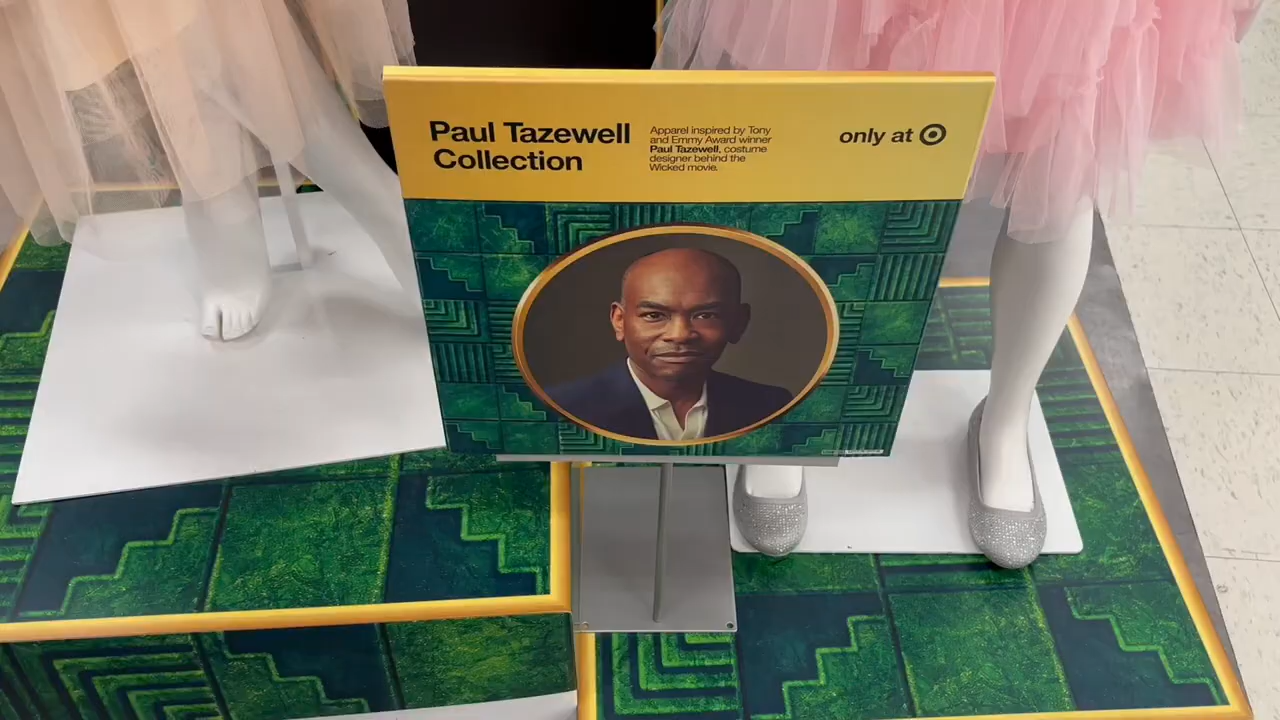 Paul Tazewell
Collection
Apparel inspired by Tony
and Emmy Award winner
Paul Tazewell, costume
designer behind the
Wicked movie.
only at